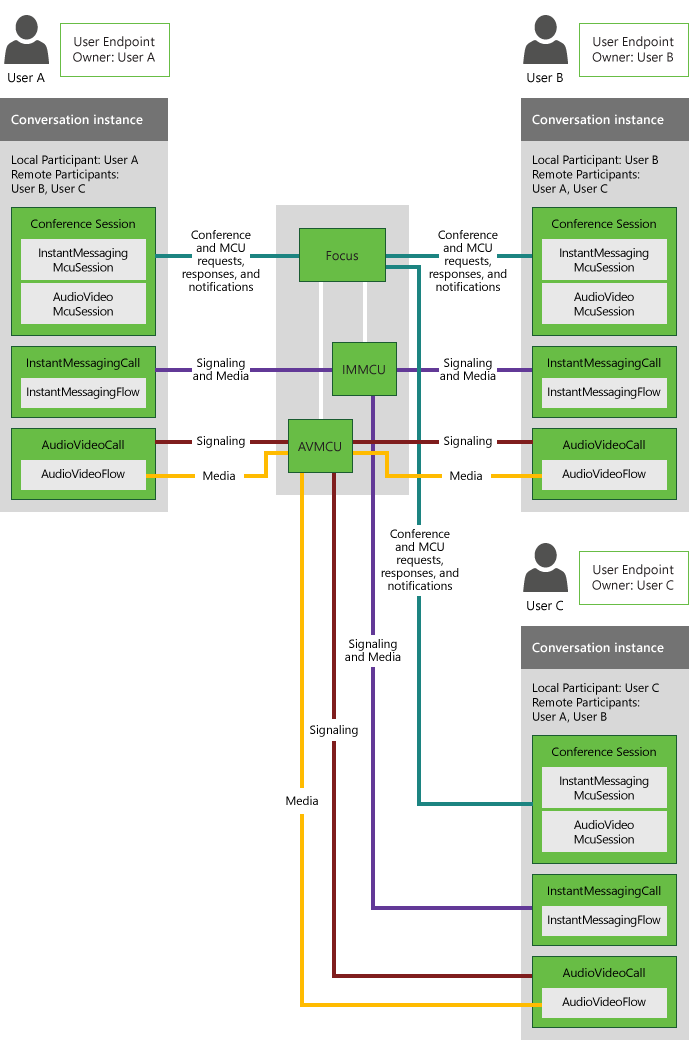 User A
User Endpoint
Owner: User A
Conversation instance
Local Participant: User A
Remote Participants:
User B, User C
Conference Session
InstantMessaging
McuSession
AudioVideo
McuSession
InstantMessagingCall
InstantMessagingFlow
AudioVideoCall
AudioVideoFlow
Conference
and MCU
requests,
responses, and
notifications
Signaling
and Media
Signaling
Media
Focus
IMMCU
AVMCU
Conference
and MCU
requests,
responses, and
notifications
Signaling
and Media
Signaling
Media
User B
User Endpoint
Owner: User B
Conversation instance
Local Participant: User B
Remote Participants:
User A, User C
Conference Session
InstantMessaging
McuSession
AudioVideo
McuSession
InstantMessagingCall
InstantMessagingFlow
AudioVideoCall
AudioVideoFlow
Conference
and MCU
requests,
responses, and
notifications
Signaling
and Media
Signaling
Media
User C
User Endpoint
Owner: User C
Conversation instance
Local Participant: User C
Remote Participants:
User A, User B
Conference Session
InstantMessaging
McuSession
AudioVideo
McuSession
InstantMessagingCall
InstantMessagingFlow
AudioVideoCall
AudioVideoFlow